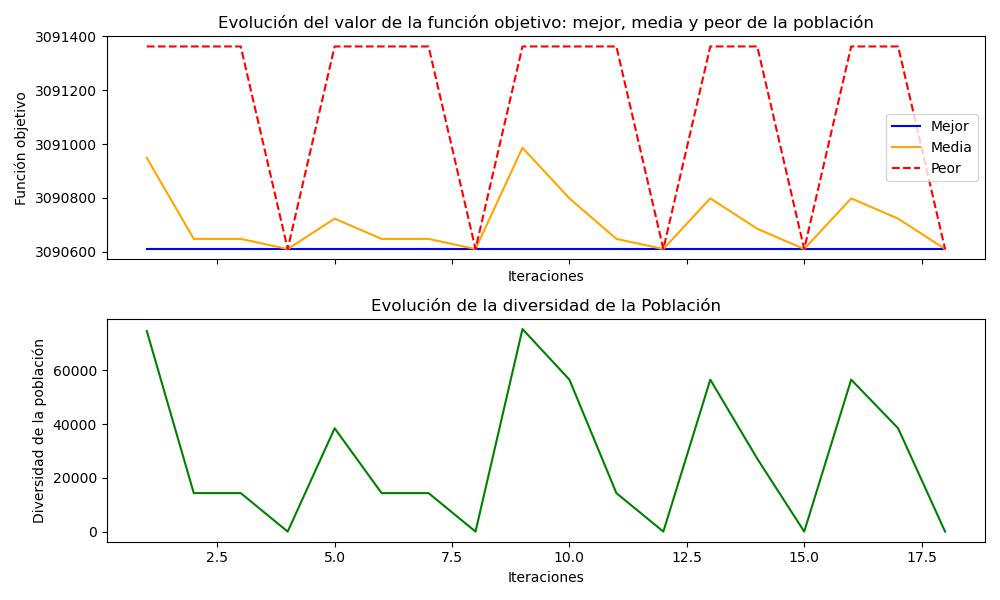 Evolución del valor de la función objetivo: mejor, media y peor de la población
3091400
3091200
3091000
3090800
3090600
Función objetivo
Mejor
Media
Peor
Iteraciones
Evolución de la diversidad de la Población
60000
40000
20000
0
Diversidad de la población
2.5 5.0 7.5 10.0 12.5 15.0 17.5
Iteraciones